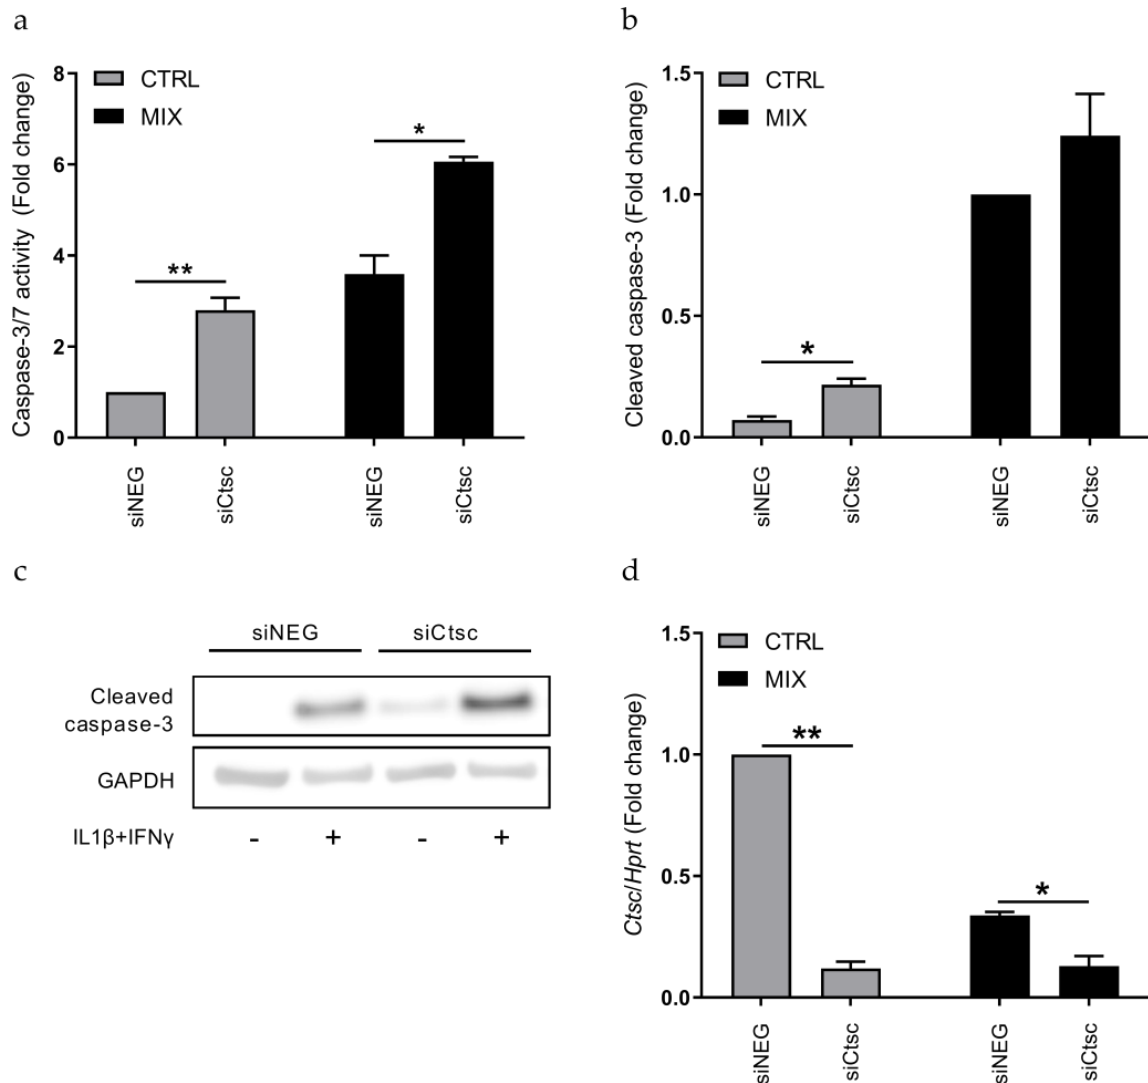 a
Caspase-3/7 activity (Fold change)
8
6
4
2
0
CTRL
MIX
**
*
siNEG
siCtsc
siNEG
siCtsc
b
Cleaved caspase-3 (Fold change)
1.5
1.0
0.5
0.0
CTRL
MIX
*
siNEG
siCtsc
siNEG
siCtsc
c
siNEG siCtsc
Cleaved
caspase-3
GAPDH
IL1β+IFNγ - + - +
d
Ctsc/Hprt (Fold change)
1.5
1.0
0.5
0.0
CTRL
MIX
**
*
siNEG
siCtsc
siNEG
siCtsc